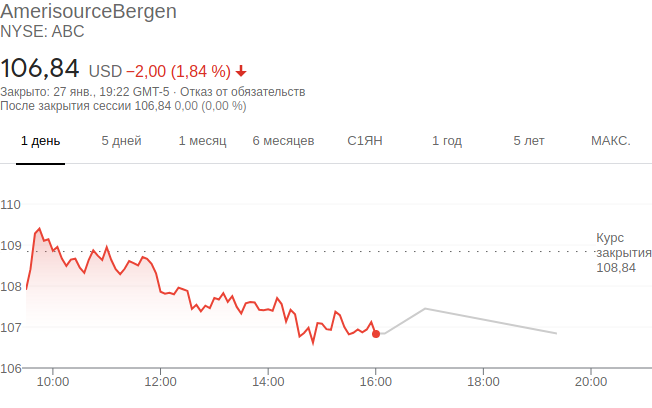 AmerisourceBergen
NYSE: ABC
106,84 USD −2,00 (1,84 %)
Закрыто: 27 янв., 19:22 GMT-5 · Отказ от обязательств
После закрытия сессии 106,84 0,00 (0,00 %)
1 день 5 дней 1 месяц 6 месяцев С1ЯН 1 год 5 лет МАКС.
110
109
108
107
106
Курс
закрытия
108,84
10:00 12:00 14:00 16:00 18:00 20:00